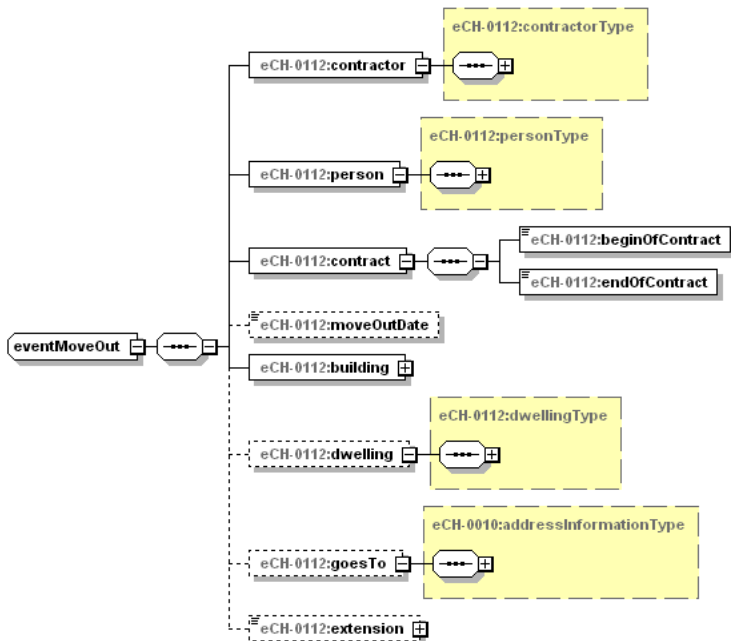 eCH-0112:contractorType
eCH-0112:contractor
eCH-0112:personType
eCH-0112:person
eCH-0112:beginOfContract
eCH-0112:contract
eCH-0112:endOfContract
eCH-0112:moveOutDate
eventMoveOut
eCH-0112:building
eCH-0112:dwellingType
eCH-0112:dwelling
eCH-0010:addressInformationType
eCH-0112:goesTo
eCH-0112:extension